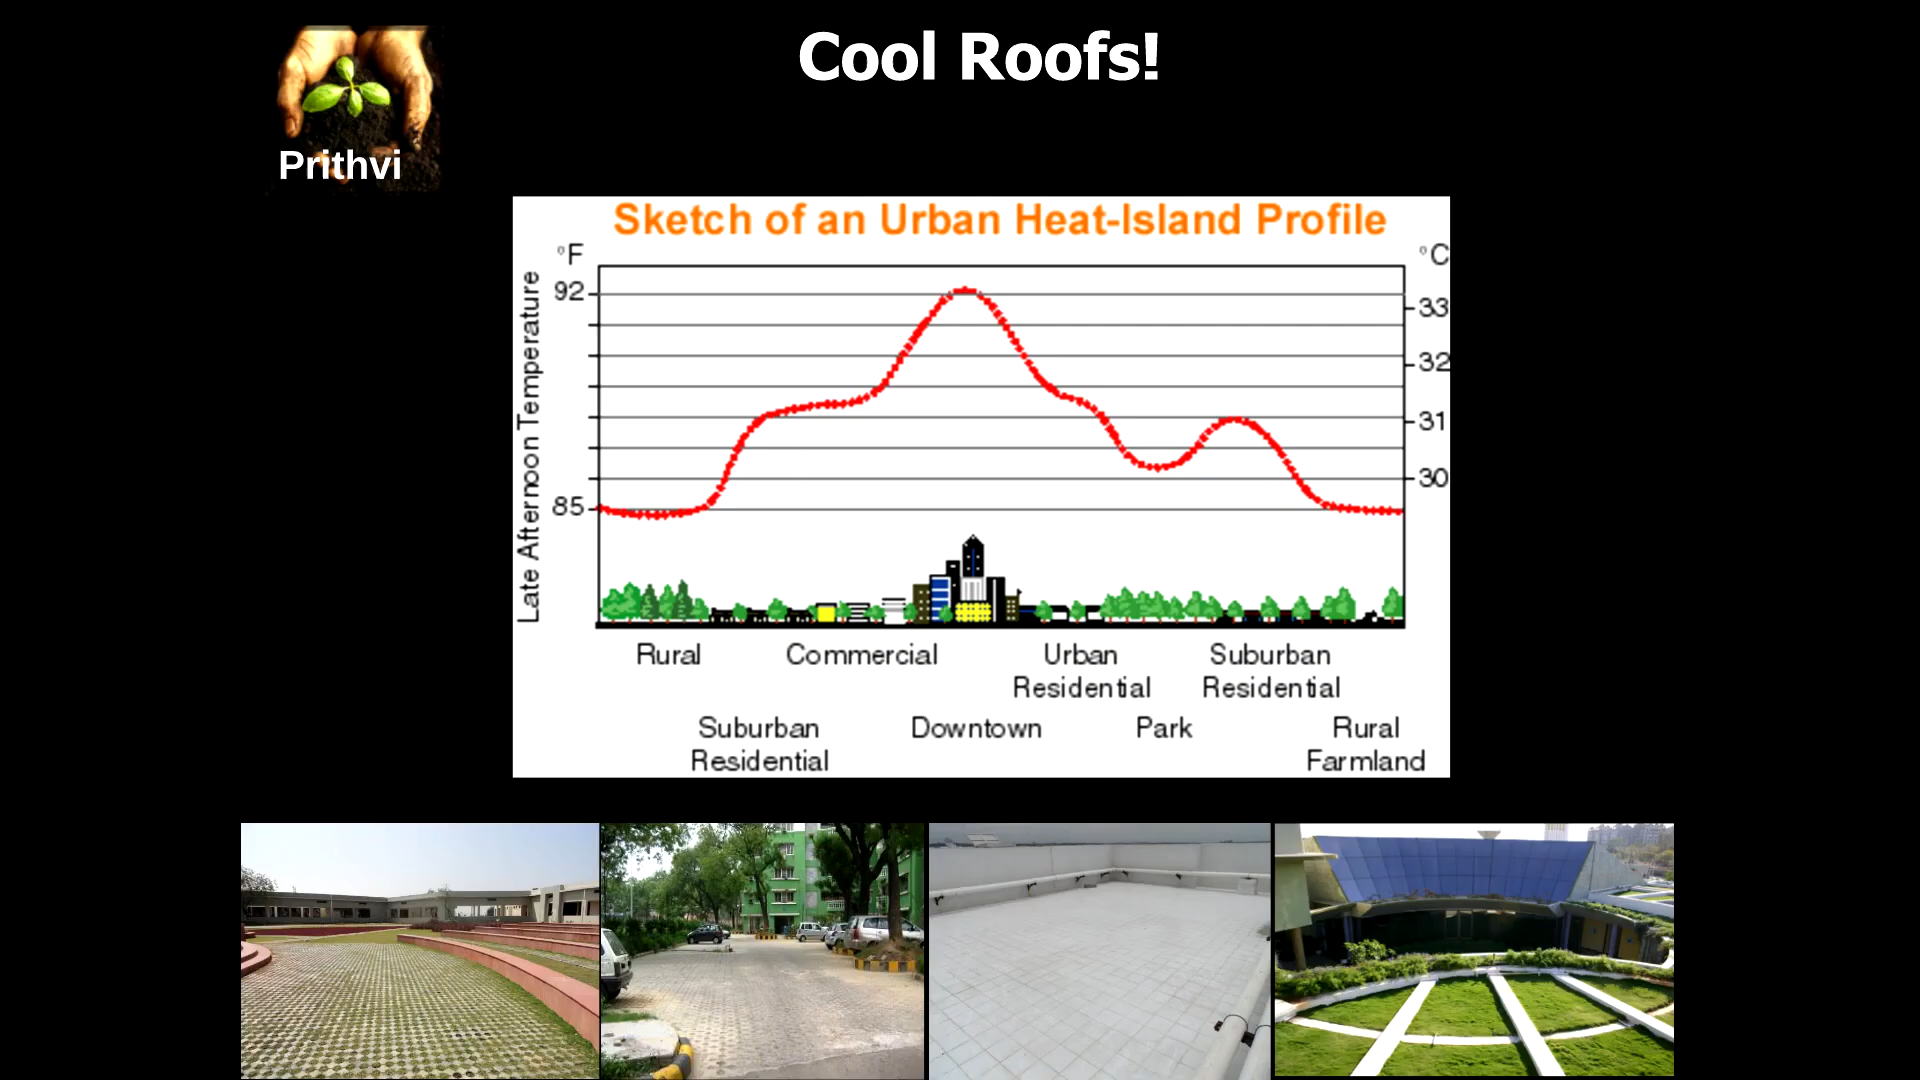 Cool Roofs!
Prithvi
Sketch of an Urban Heat-Island Profile
°F
°C
Late Afternoon Temperature
92
85
33
32
31
30
Rural
Commercial
Urban
Residential
Suburban
Residential
Suburban
Residential
Downtown
Park
Rural
Farmland